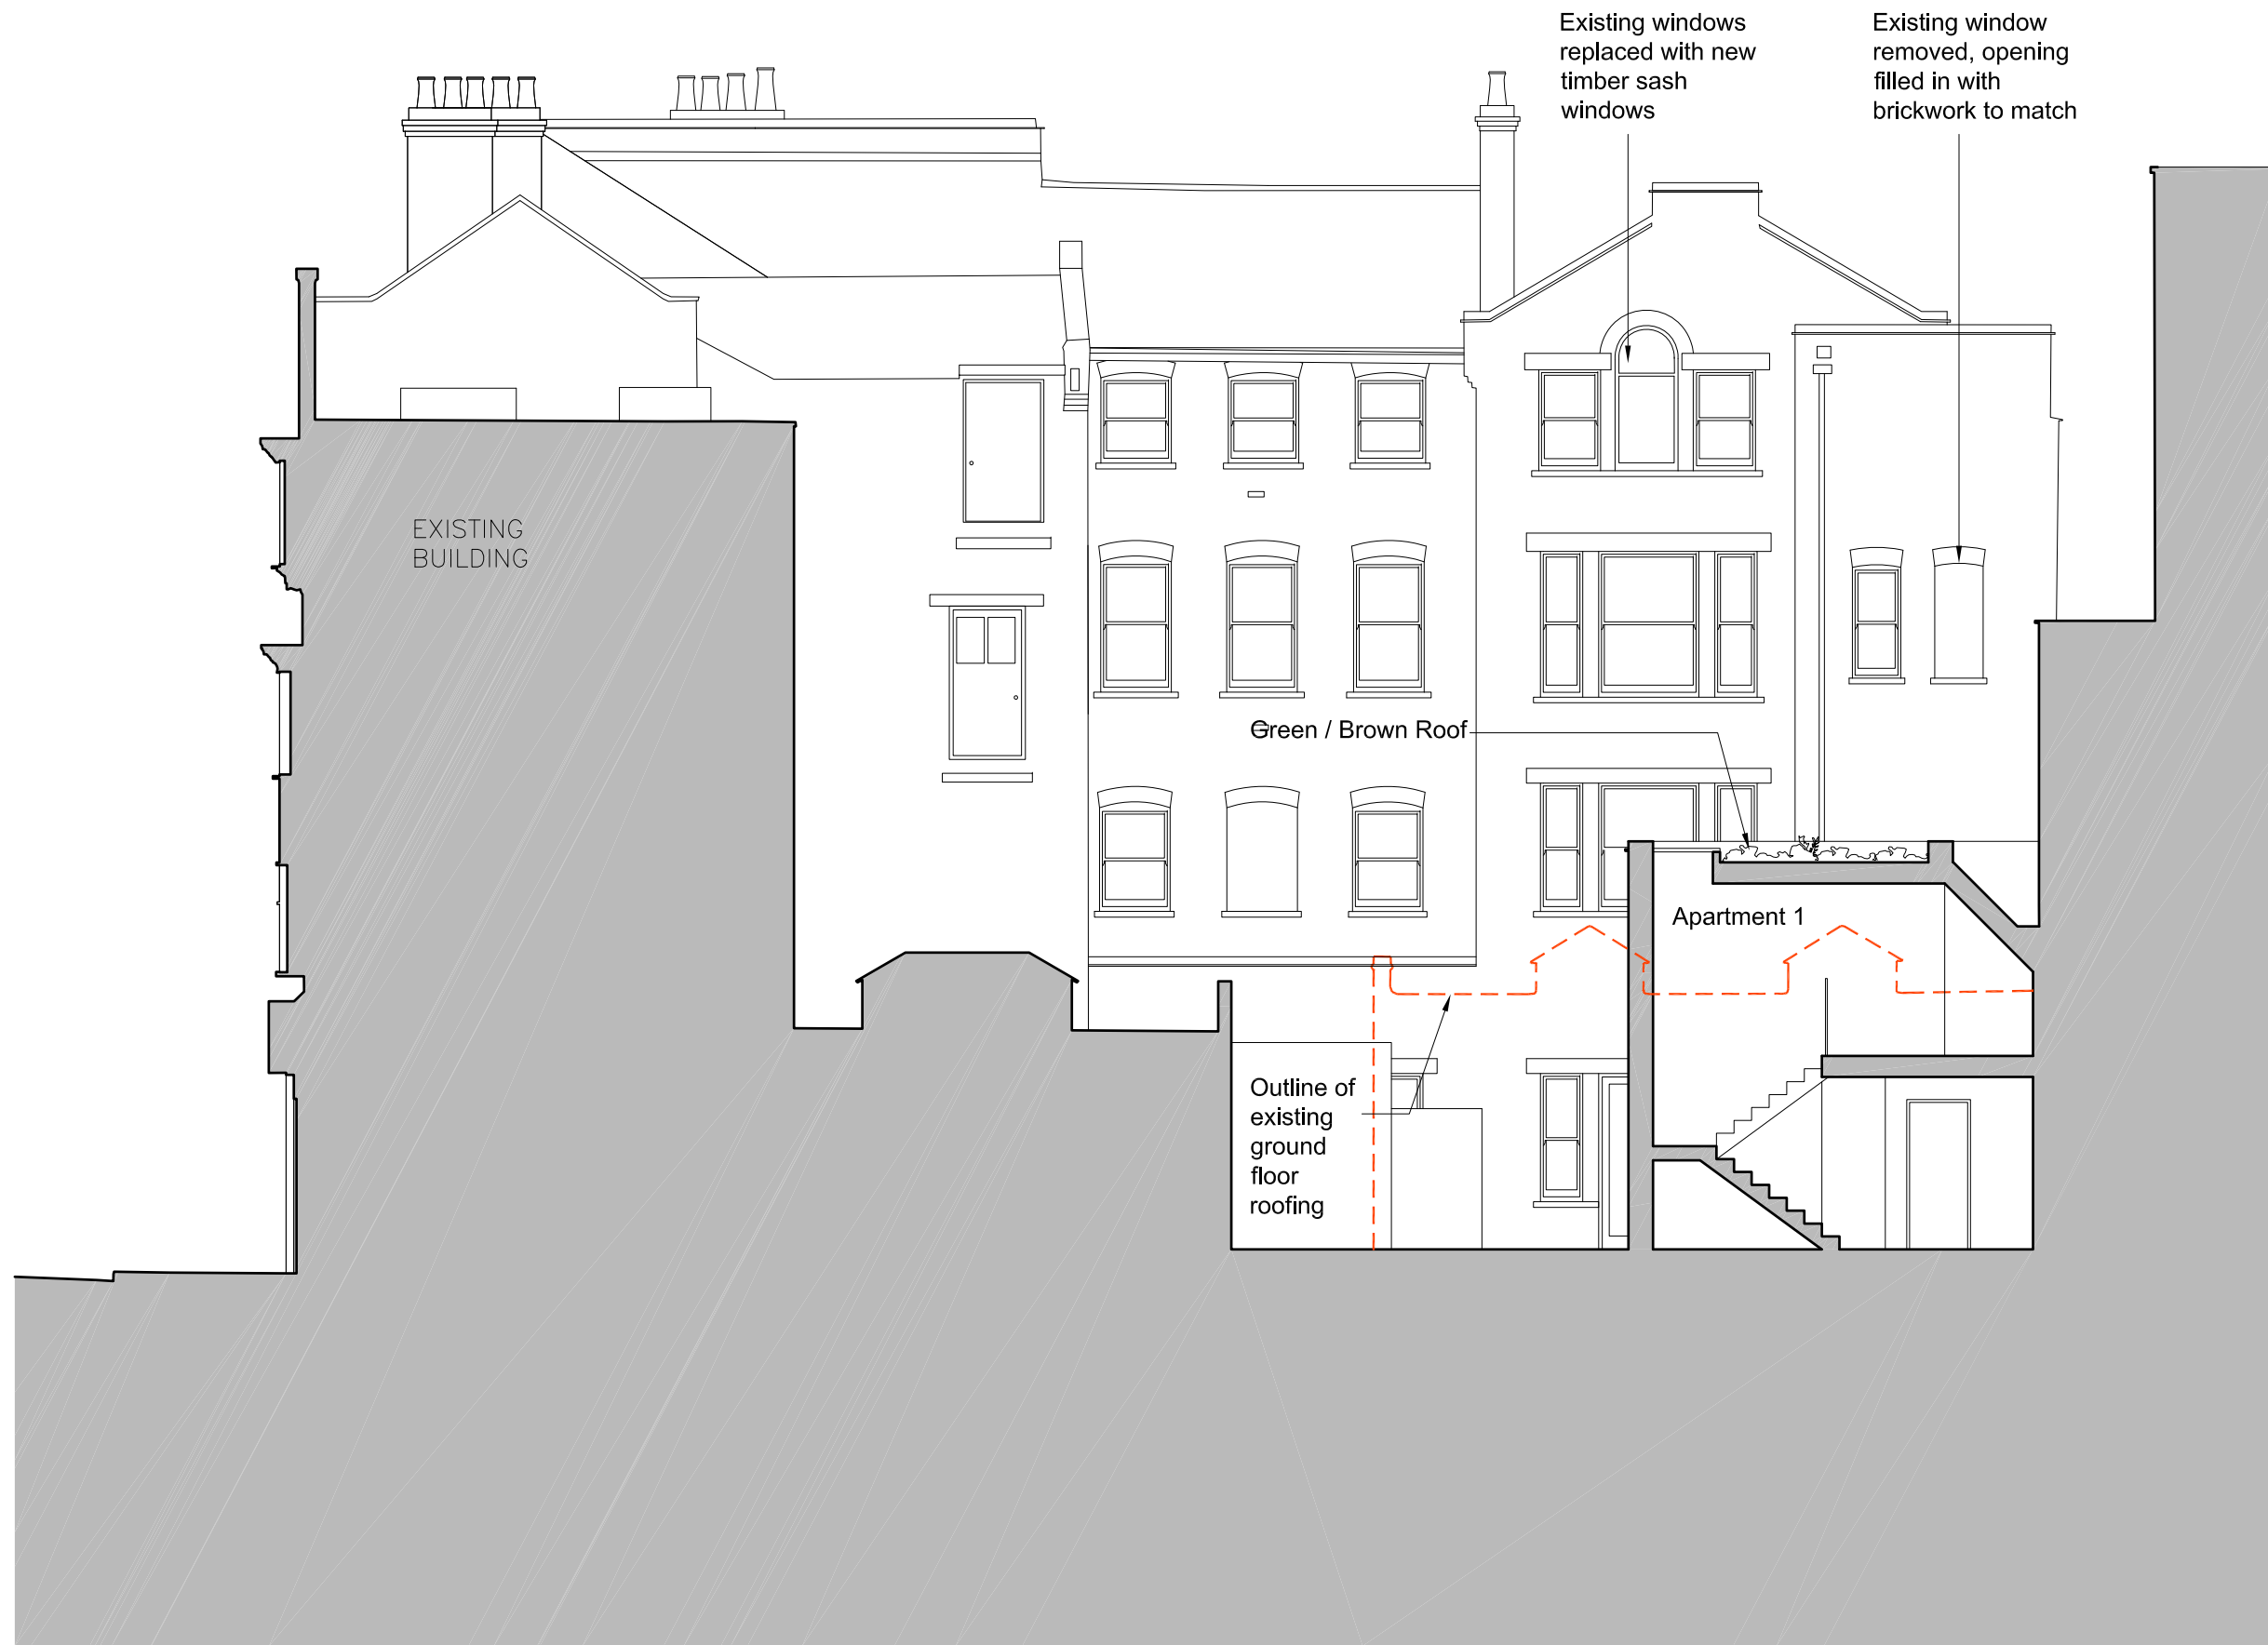 Existing windows
replaced with new
timber sash
windows
Existing window
removed, opening
filled in with
brickwork to match
EXISTING
BUILDING
Green / Brown Roof
Apartment 1
Outline of
existing
ground
floor
roofing